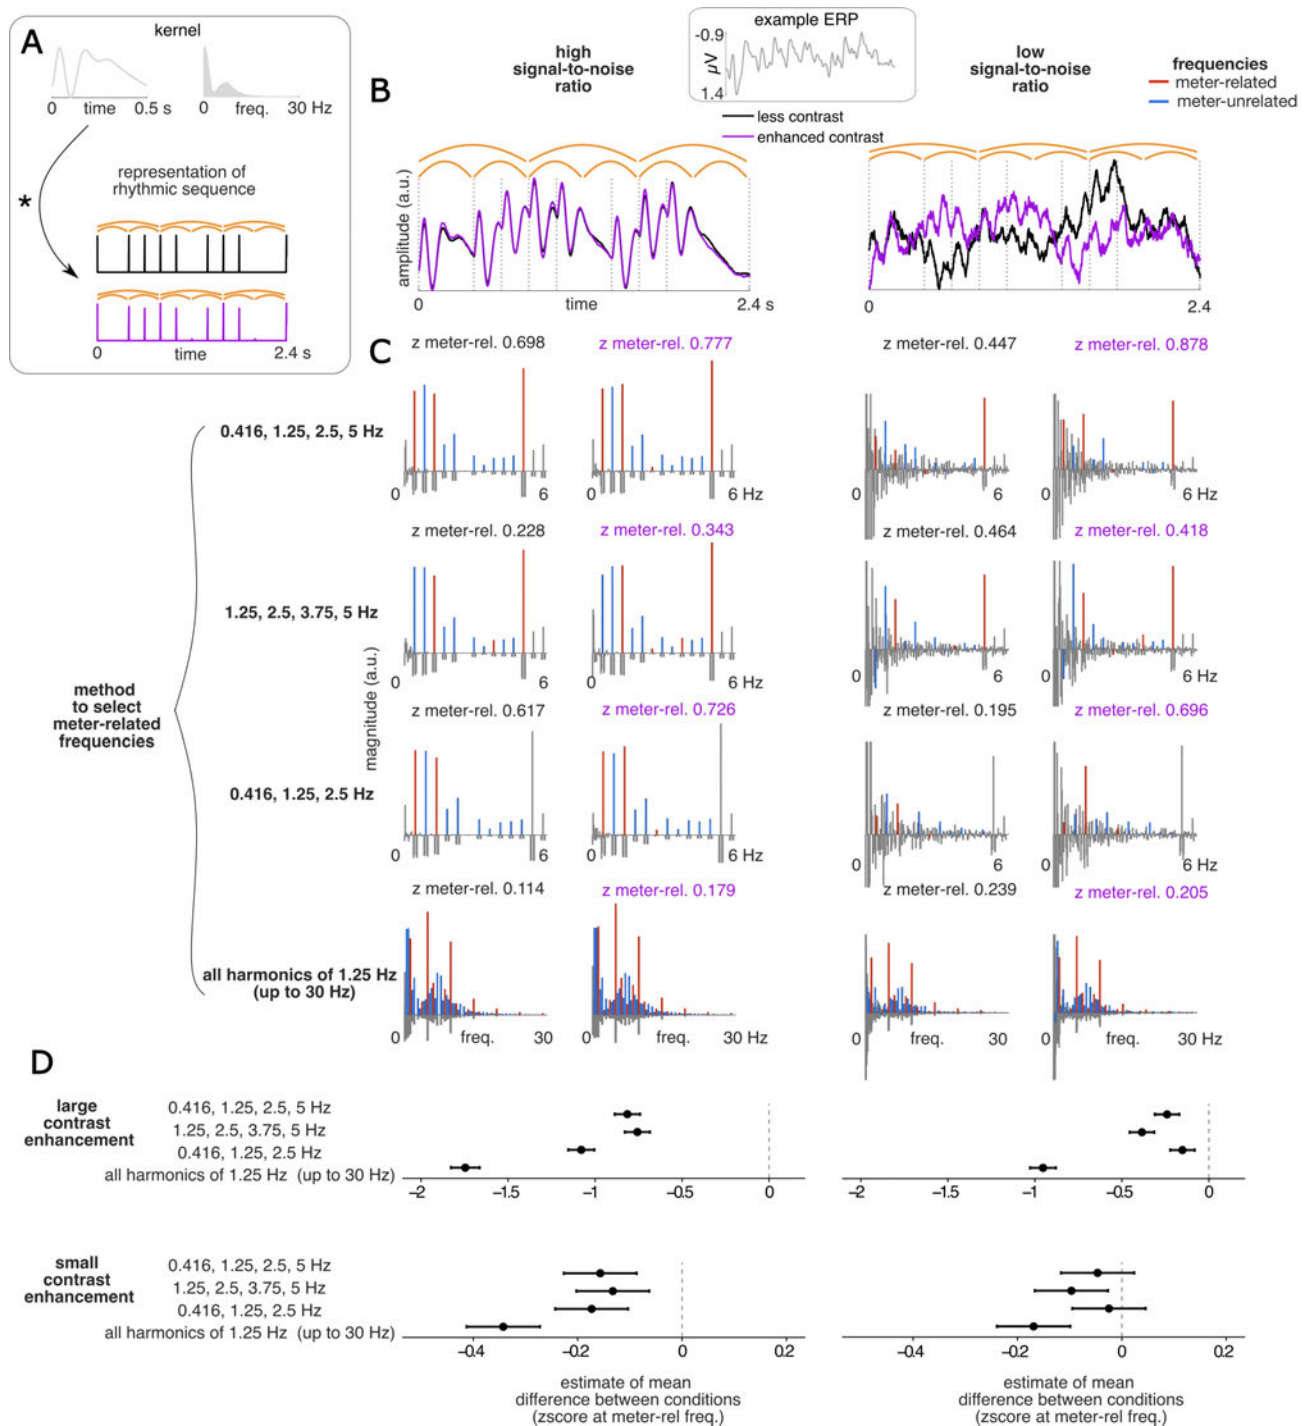 A
kernel
0
time
0.5 s
0
freq.
30 Hz
*
representation of
rhythmic sequence
0
time
2.4 s
example ERP
-0.9
µV
1.4
high
signal-to-noise
ratio
low
signal-to-noise
ratio
frequencies
meter-related
meter-unrelated
B
less contrast
enhanced contrast
amplitude (a.u.)
0
time
2.4 s
0
2.4
C
z meter-rel. 0.698
z meter-rel. 0.777
z meter-rel. 0.447
z meter-rel. 0.878
0.416, 1.25, 2.5, 5 Hz
0
6
0
6 Hz
0
6
0
6 Hz
z meter-rel. 0.228
z meter-rel. 0.343
z meter-rel. 0.464
z meter-rel. 0.418
1.25, 2.5, 3.75, 5 Hz
0
6
0
6 Hz
0
6
0
6 Hz
method
to select
meter-related
frequencies
magnitude (a.u.)
z meter-rel. 0.617
z meter-rel. 0.726
z meter-rel. 0.195
z meter-rel. 0.696
0.416, 1.25, 2.5 Hz
0
6
0
6 Hz
0
6
0
6 Hz
z meter-rel. 0.114
z meter-rel. 0.179
z meter-rel. 0.239
z meter-rel. 0.205
all harmonics of 1.25 Hz
(up to 30 Hz)
0
freq.
30
0
freq.
30 Hz
0
freq.
30
0
freq.
30 Hz
D
large
contrast
enhancement
0.416, 1.25, 2.5, 5 Hz
1.25, 2.5, 3.75, 5 Hz
0.416, 1.25, 2.5 Hz
all harmonics of 1.25 Hz (up to 30 Hz)
-2
-1.5
-1
-0.5
0
-2
-1.5
-1
-0.5
0
small
contrast
enhancement
0.416, 1.25, 2.5, 5 Hz
1.25, 2.5, 3.75, 5 Hz
0.416, 1.25, 2.5 Hz
all harmonics of 1.25 Hz (up to 30 Hz)
-0.4
-0.2
0
0.2
-0.4
-0.2
0
0.2
estimate of mean
difference between conditions
(zscore at meter-rel freq.)
estimate of mean
difference between conditions
(zscore at meter-rel freq.)